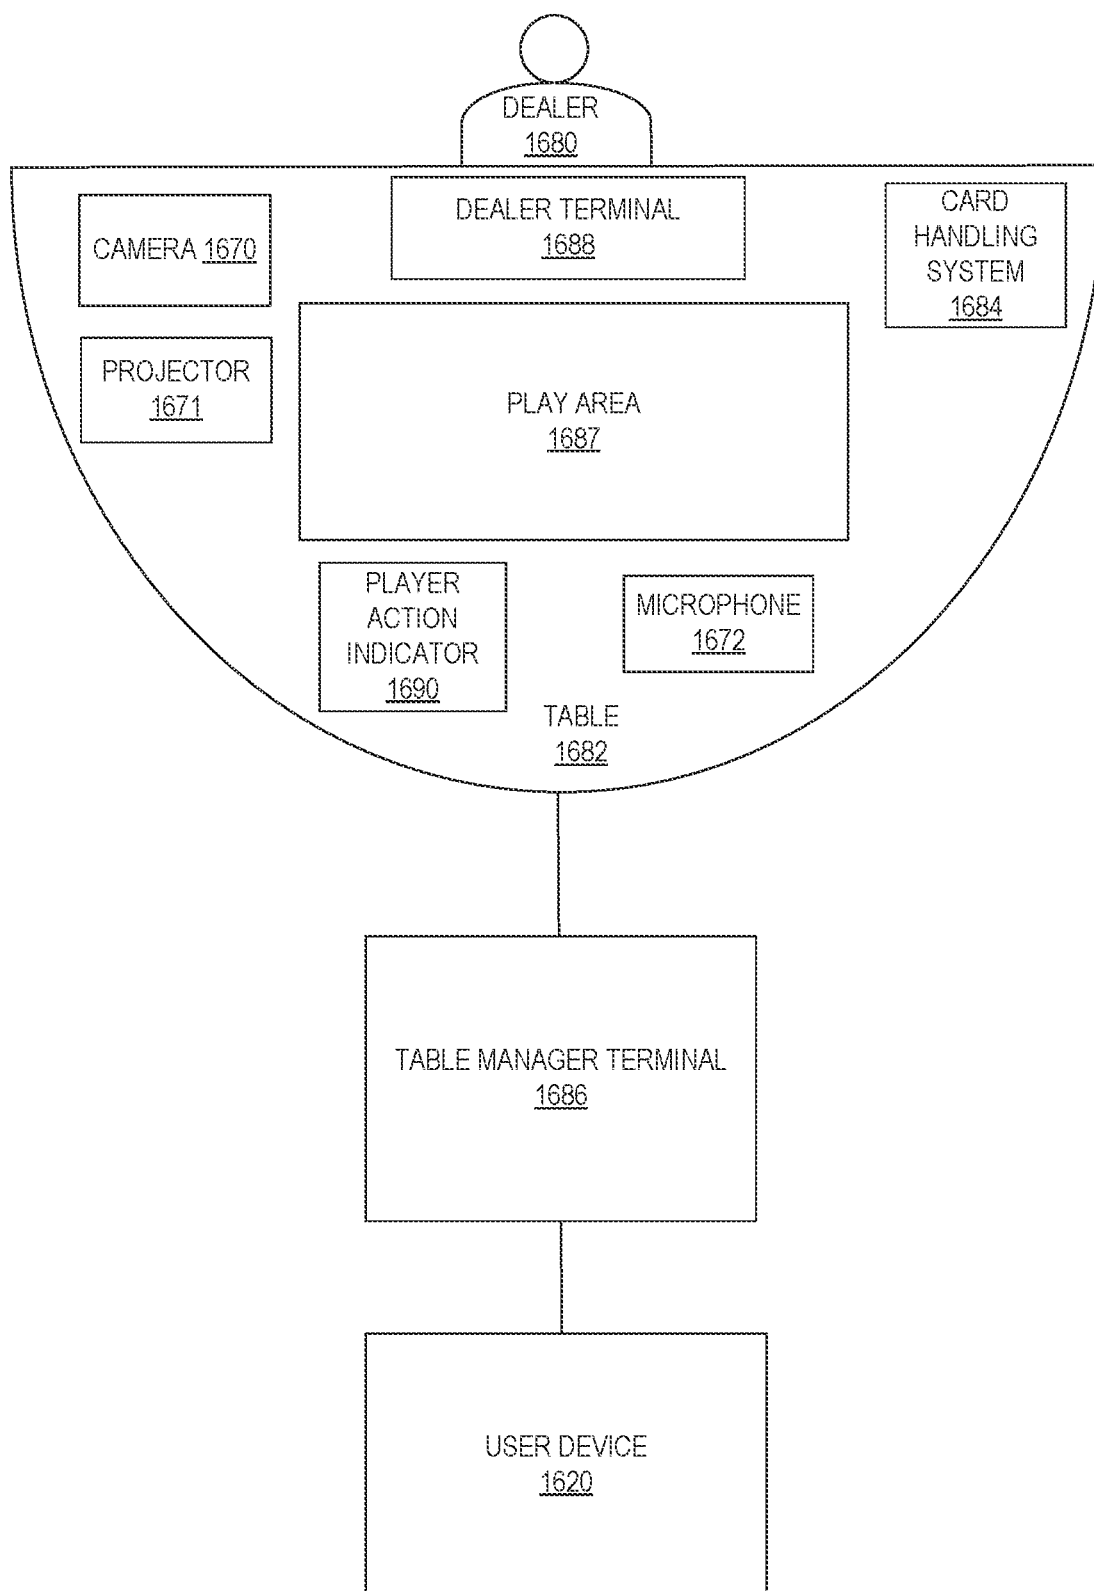 DEALER
1680
CAMERA 1670
DEALER TERMINAL
1688
CARD
HANDLING
SYSTEM
1684
PROJECTOR
1671
PLAY AREA
1687
PLAYER
ACTION
INDICATOR
1690
MICROPHONE
1672
TABLE
1682
TABLE MANAGER TERMINAL
1686
USER DEVICE
1620